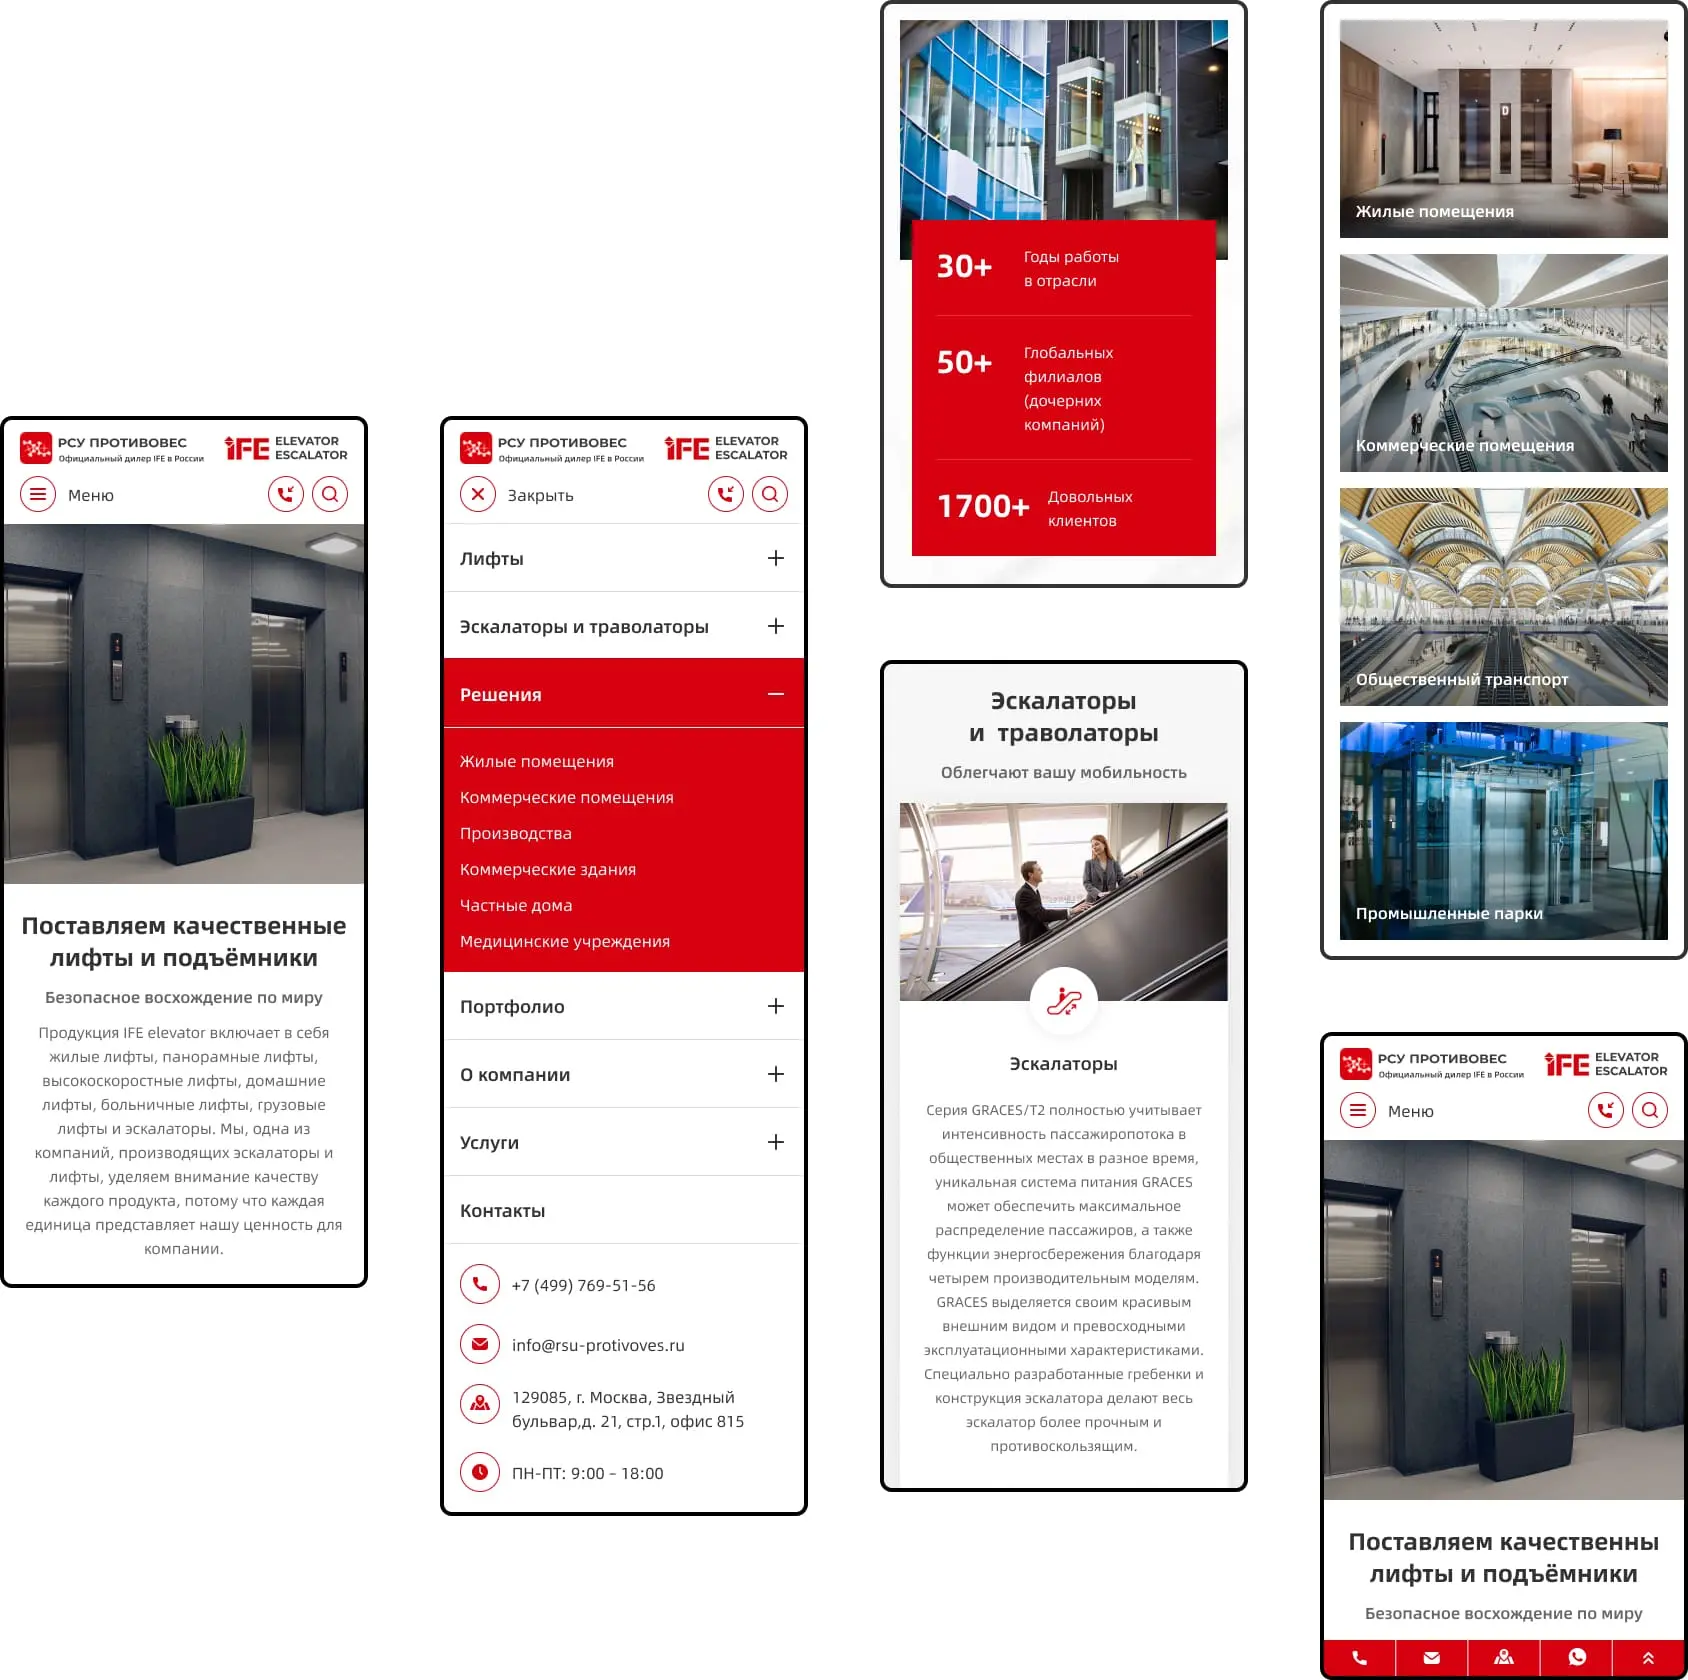 РСУ ПРОТИВОВЕС
Официальный дилер IFE в России
IFE ELEVATOR
ESCALATOR
Меню
Поставляем качественные
лифты и подъёмники
Безопасное восхождение по миру
Продукция IFE elevator включает в себя
жилые лифты, панорамные лифты,
высокоскоростные лифты, домашние
лифты, больничные лифты, грузовые
лифты и эскалаторы. Мы, одна из
компаний, производящих эскалаторы и
лифты, уделяем внимание качеству
каждого продукта, потому что каждая
единица представляет нашу ценность для
компании.
РСУ ПРОТИВОВЕС
Официальный дилер IFE в России
IFE ELEVATOR
ESCALATOR
Закрыть
Лифты
Эскалаторы и траволаторы
Решения
Жилые помещения
Коммерческие помещения
Производства
Коммерческие здания
Частные дома
Медицинские учреждения
Портфолио
О компании
Услуги
Контакты
+7 (499) 769-51-56
info@rsu-protivoves.ru
129085, г. Москва, Звездный
бульвар,д. 21, стр.1, офис 815
ПН-ПТ: 9:00 – 18:00
30+
Годы работы
в отрасли
50+
Глобальных
филиалов
(дочерних
компаний)
1700+
Довольных
клиентов
Эскалаторы
и траволаторы
Облегчают вашу мобильность
Эскалаторы
Серия GRACES/T2 полностью учитывает
интенсивность пассажиропотока в
общественных местах в разное время,
уникальная система питания GRACES
может обеспечить максимальное
распределение пассажиров, а также
функции энергосбережения благодаря
четырем производительным моделям.
GRACES выделяется своим красивым
внешним видом и превосходными
эксплуатационными характеристиками.
Специально разработанные гребенки и
конструкция эскалатора делают весь
эскалатор более прочным и
противоскользящим.
D
Жилые помещения
Коммерческие помещения
Общественный транспорт
Промышленные парки
РСУ ПРОТИВОВЕС
Официальный дилер IFE в России
IFE ELEVATOR
ESCALATOR
Меню
Поставляем качественны
лифты и подъёмники
Безопасное восхождение по миру